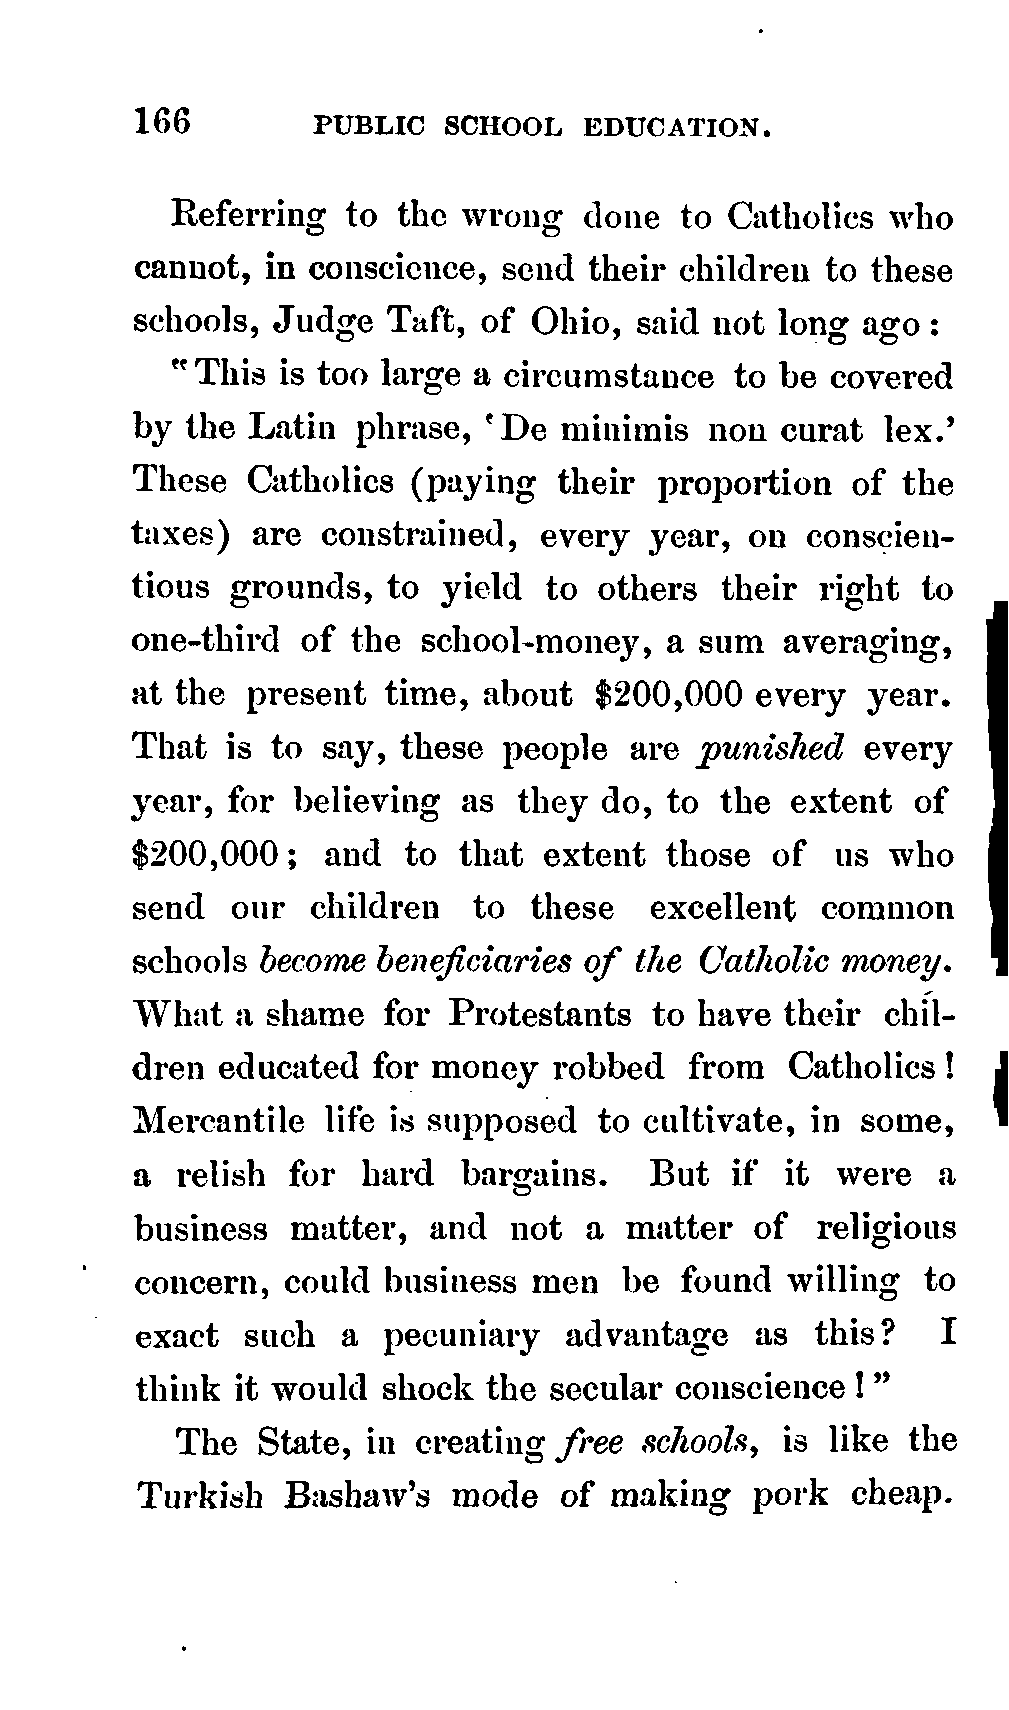 166 PUBLIC SCHOOL EDUCATION.
Referring to the wrong done to Catholics who
cannot, in conscience, send their children to these
schools, Judge Taft, of Ohio, said not long ago :
"This is too large a circumstance to be covered
by the Latin phrase, 'De minimis non curat lex.'
These Catholics (paying their proportion of the
taxes) are constrained, every year, on conscien-
tious grounds, to yield to others their right to
one-third of the school-money, a sum averaging,
at the present time, about $200,000 every year.
That is to say, these people are punished every
year, for believing as they do, to the extent of
$200,000; and to that extent those of us who
send our children to these excellent common
schools become beneficiaries of the Catholic money.
What a shame for Protestants to have their chil-
dren educated for money robbed from Catholics !
Mercantile life is supposed to cultivate, in some,
a relish for hard bargains. But if it were a
business matter, and not a matter of religious
concern, could business men be found willing to
exact such a pecuniary advantage as this? I
think it would shock the secular conscience !"
The State, in creating free schools, is like the
Turkish Bashaw's mode of making pork cheap.